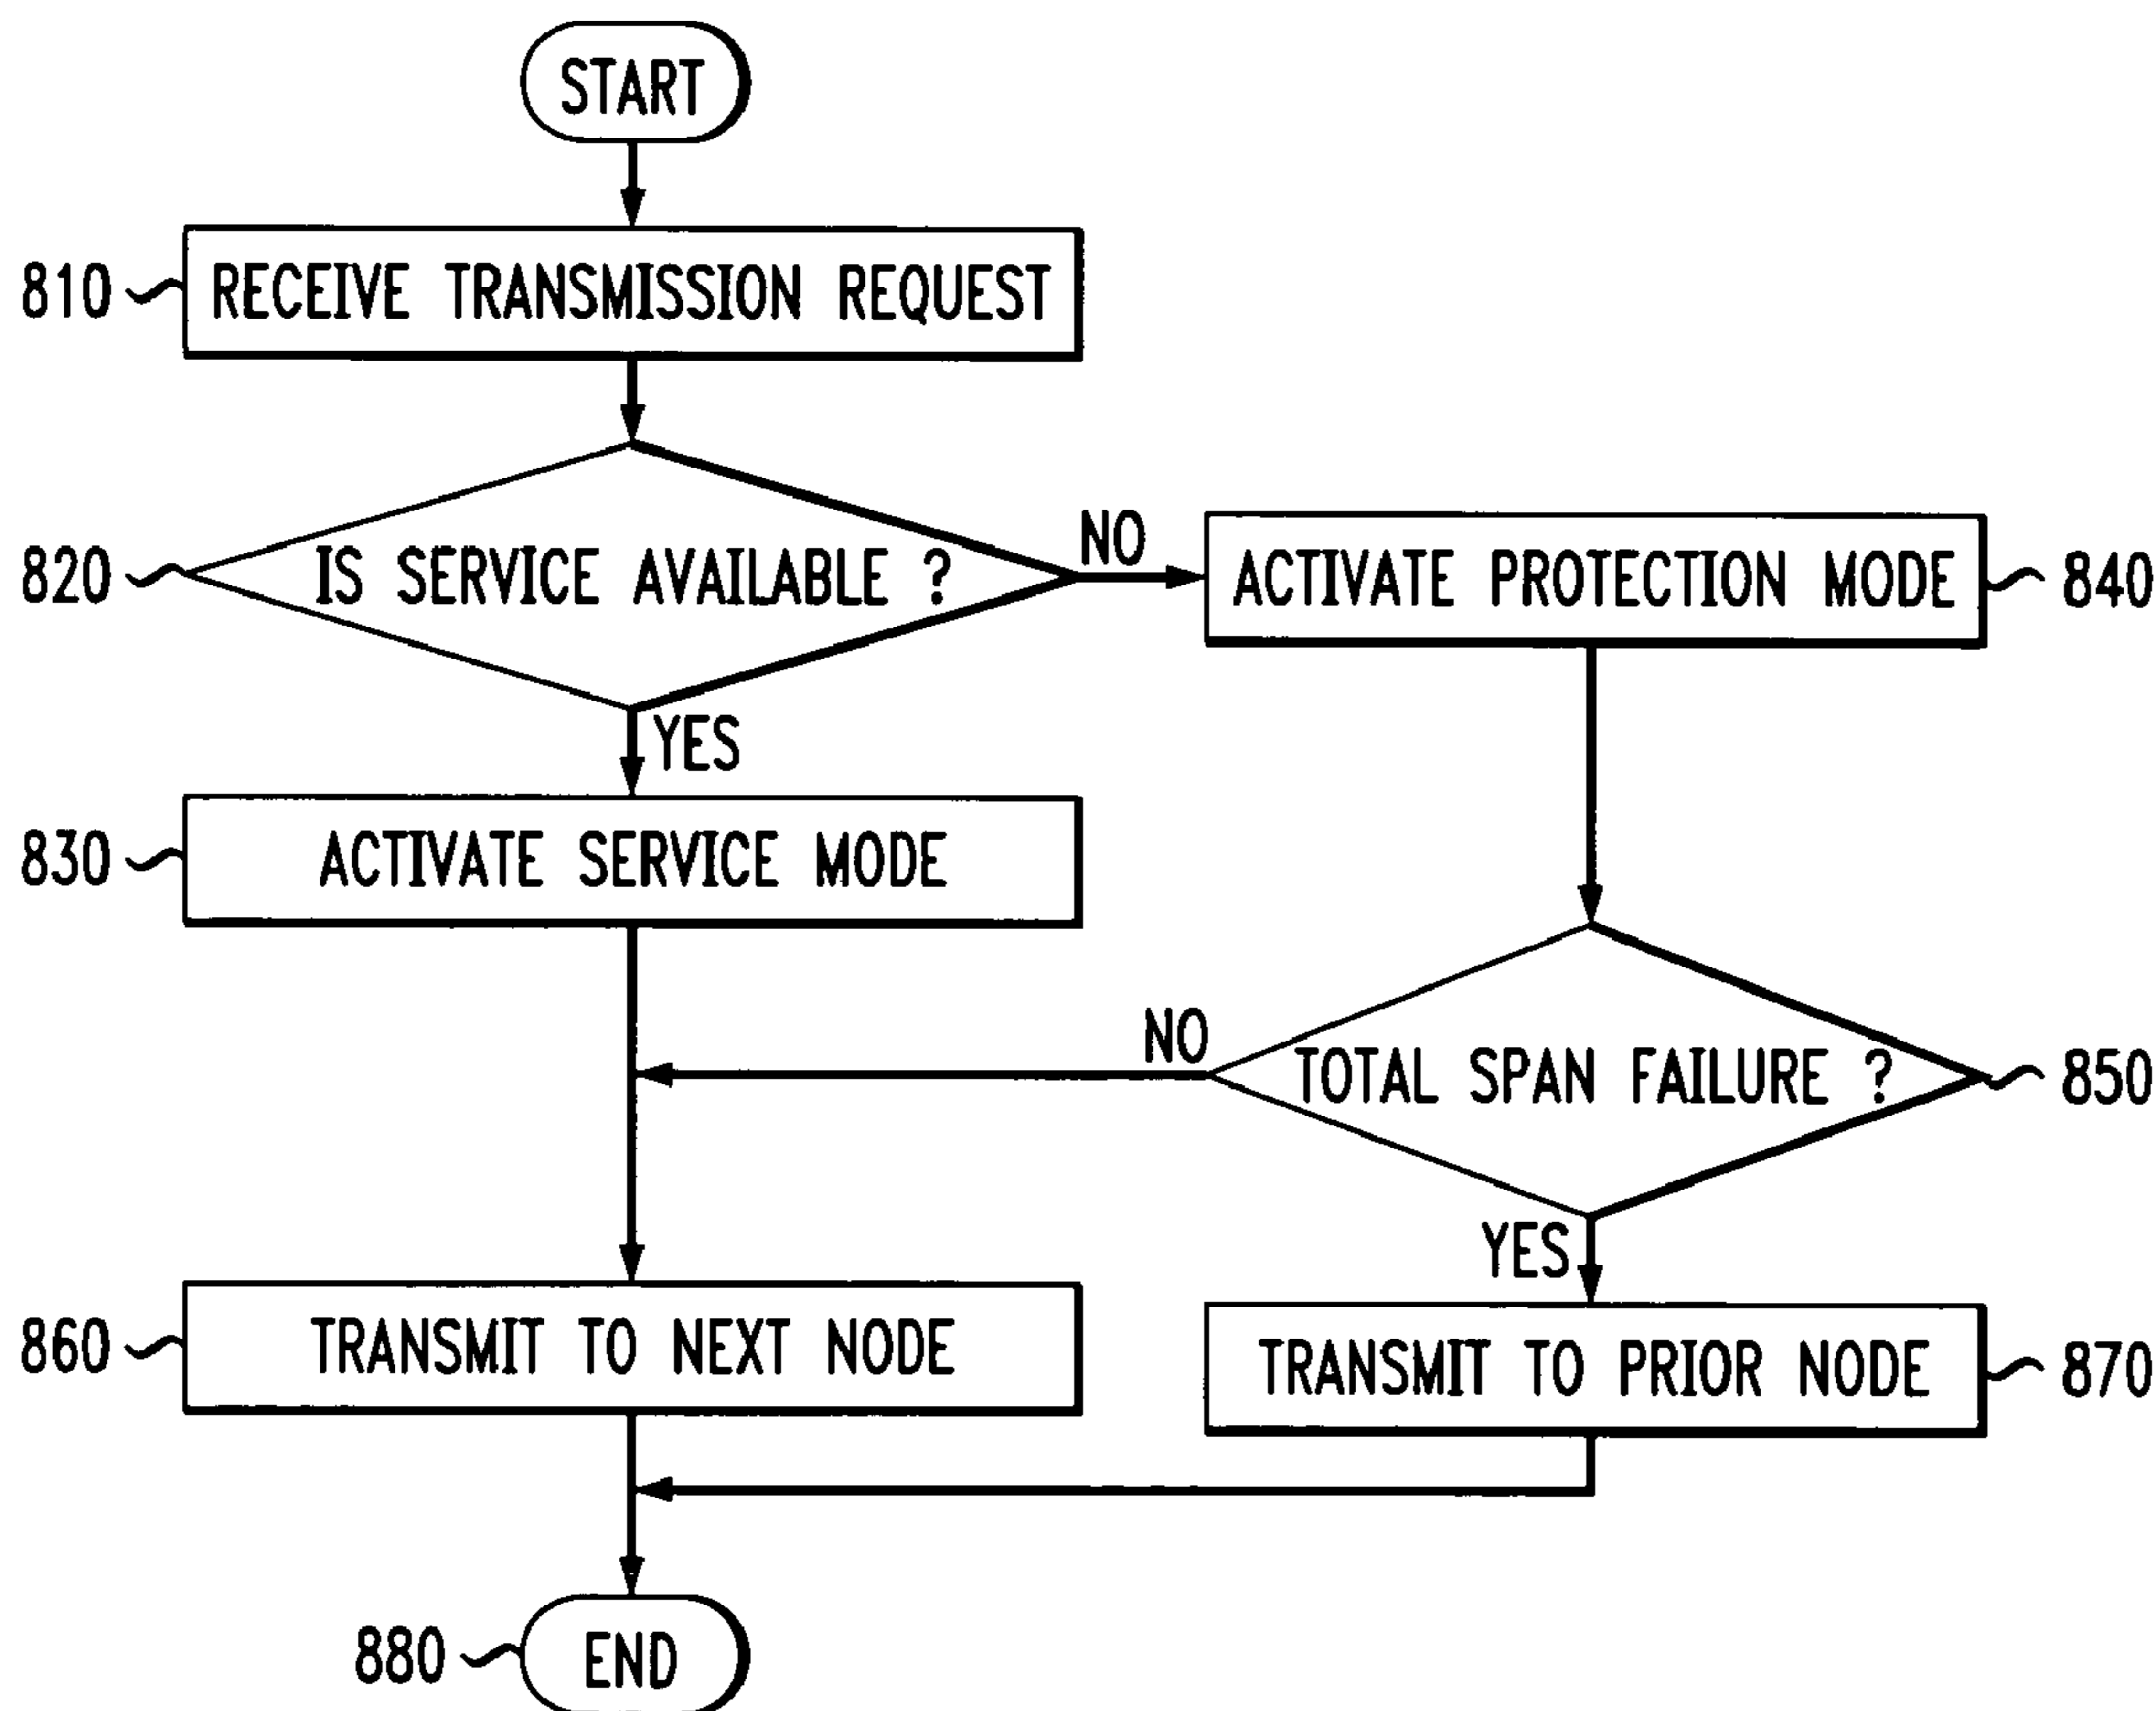 START
810 RECEIVE TRANSMISSION REQUEST
820 IS SERVICE AVAILABLE ?
NO
ACTIVATE PROTECTION MODE 840
YES
830 ACTIVATE SERVICE MODE
NO
TOTAL SPAN FAILURE ? 850
YES
860 TRANSMIT TO NEXT NODE
TRANSMIT TO PRIOR NODE 870
880 END